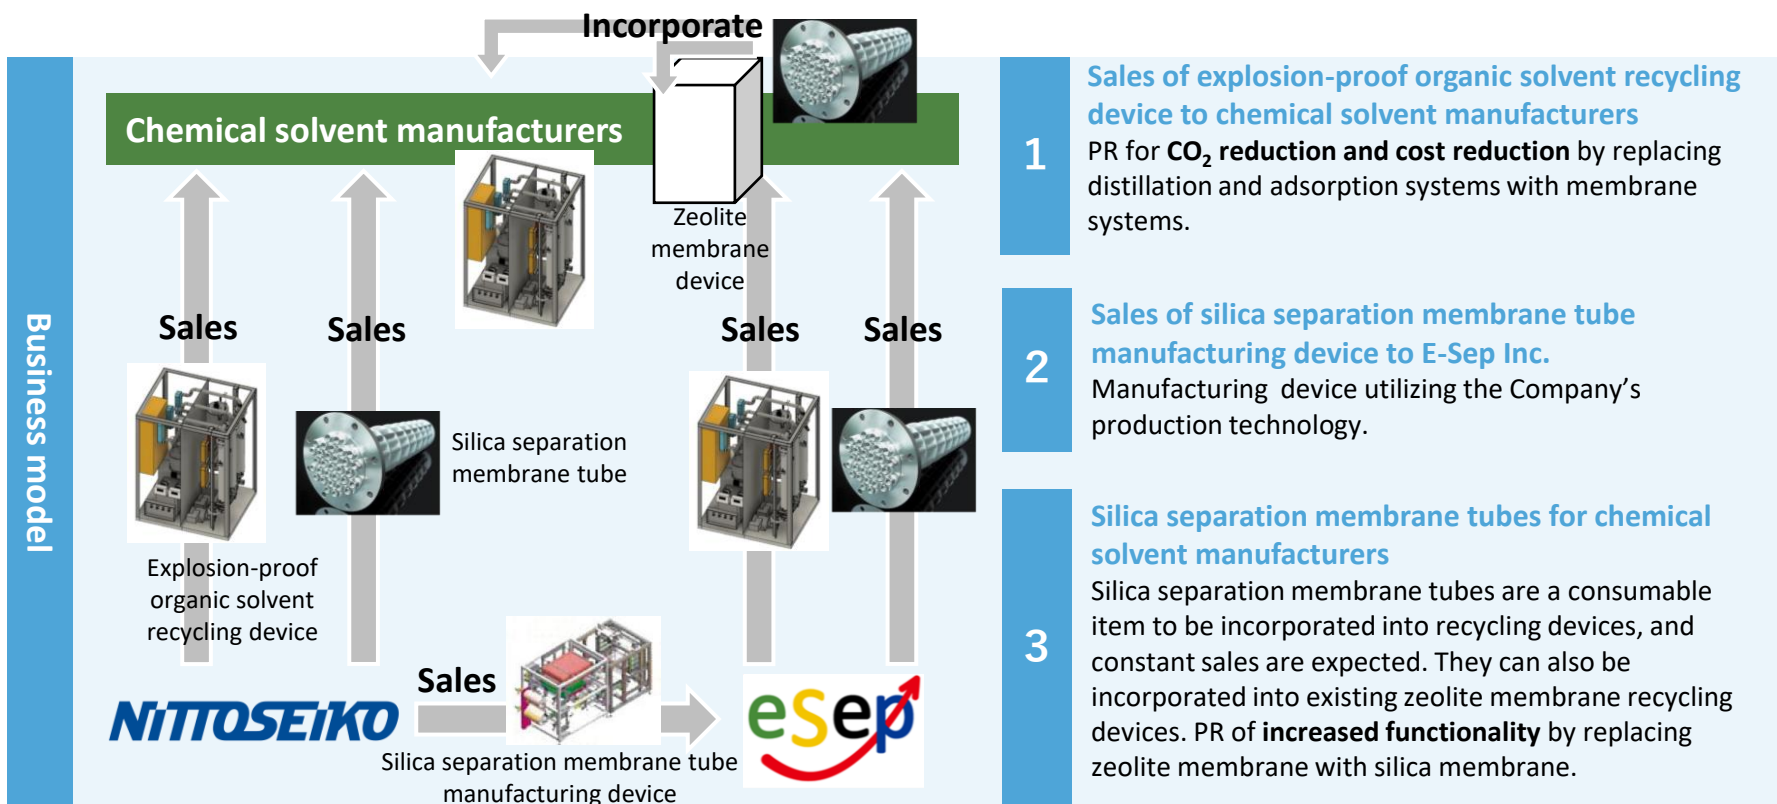 Incorporate
Business model
Chemical solvent manufacturers
Zeolite
membrane
device
Sales
Sales
Sales
Sales
Silica separation
membrane tube
Explosion-proof
organic solvent
recycling device
Sales
NITTOSEIKO
eSep
Silica separation membrane tube
manufacturing device
1
Sales of explosion-proof organic solvent recycling
device to chemical solvent manufacturers
PR for CO₂ reduction and cost reduction by replacing
distillation and adsorption systems with membrane
systems.
2
Sales of silica separation membrane tube
manufacturing device to E-Sep Inc.
Manufacturing  device utilizing the Company’s
production technology.
3
Silica separation membrane tubes for chemical
solvent manufacturers
Silica separation membrane tubes are a consumable
item to be incorporated into recycling devices, and
constant sales are expected. They can also be
incorporated into existing zeolite membrane recycling
devices. PR of increased functionality by replacing
zeolite membrane with silica membrane.